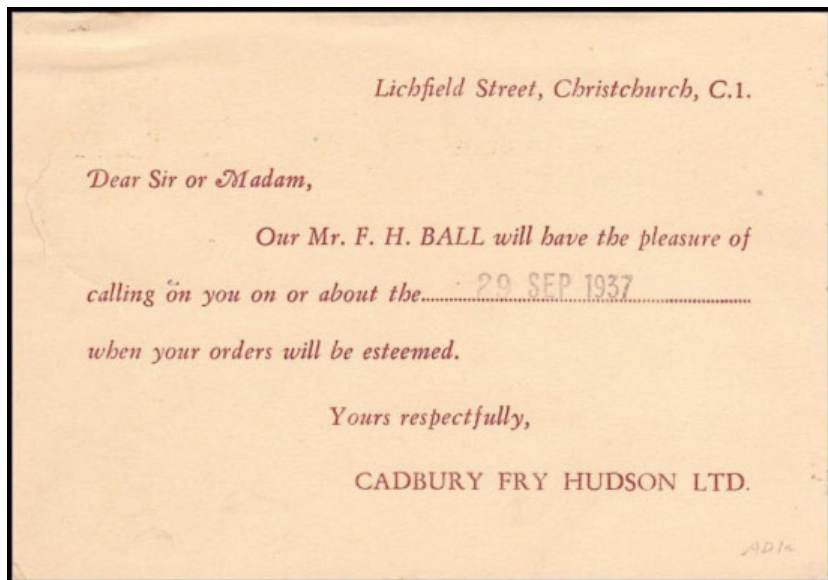 Lichfield Street, Christchurch, C.1.
Dear Sir or Madam,
Our Mr. F. H. BALL will have the pleasure of
calling on you on or about the 29 SEP 1937
when your orders will be esteemed.
Yours respectfully,
CADBURY FRY HUDSON LTD.